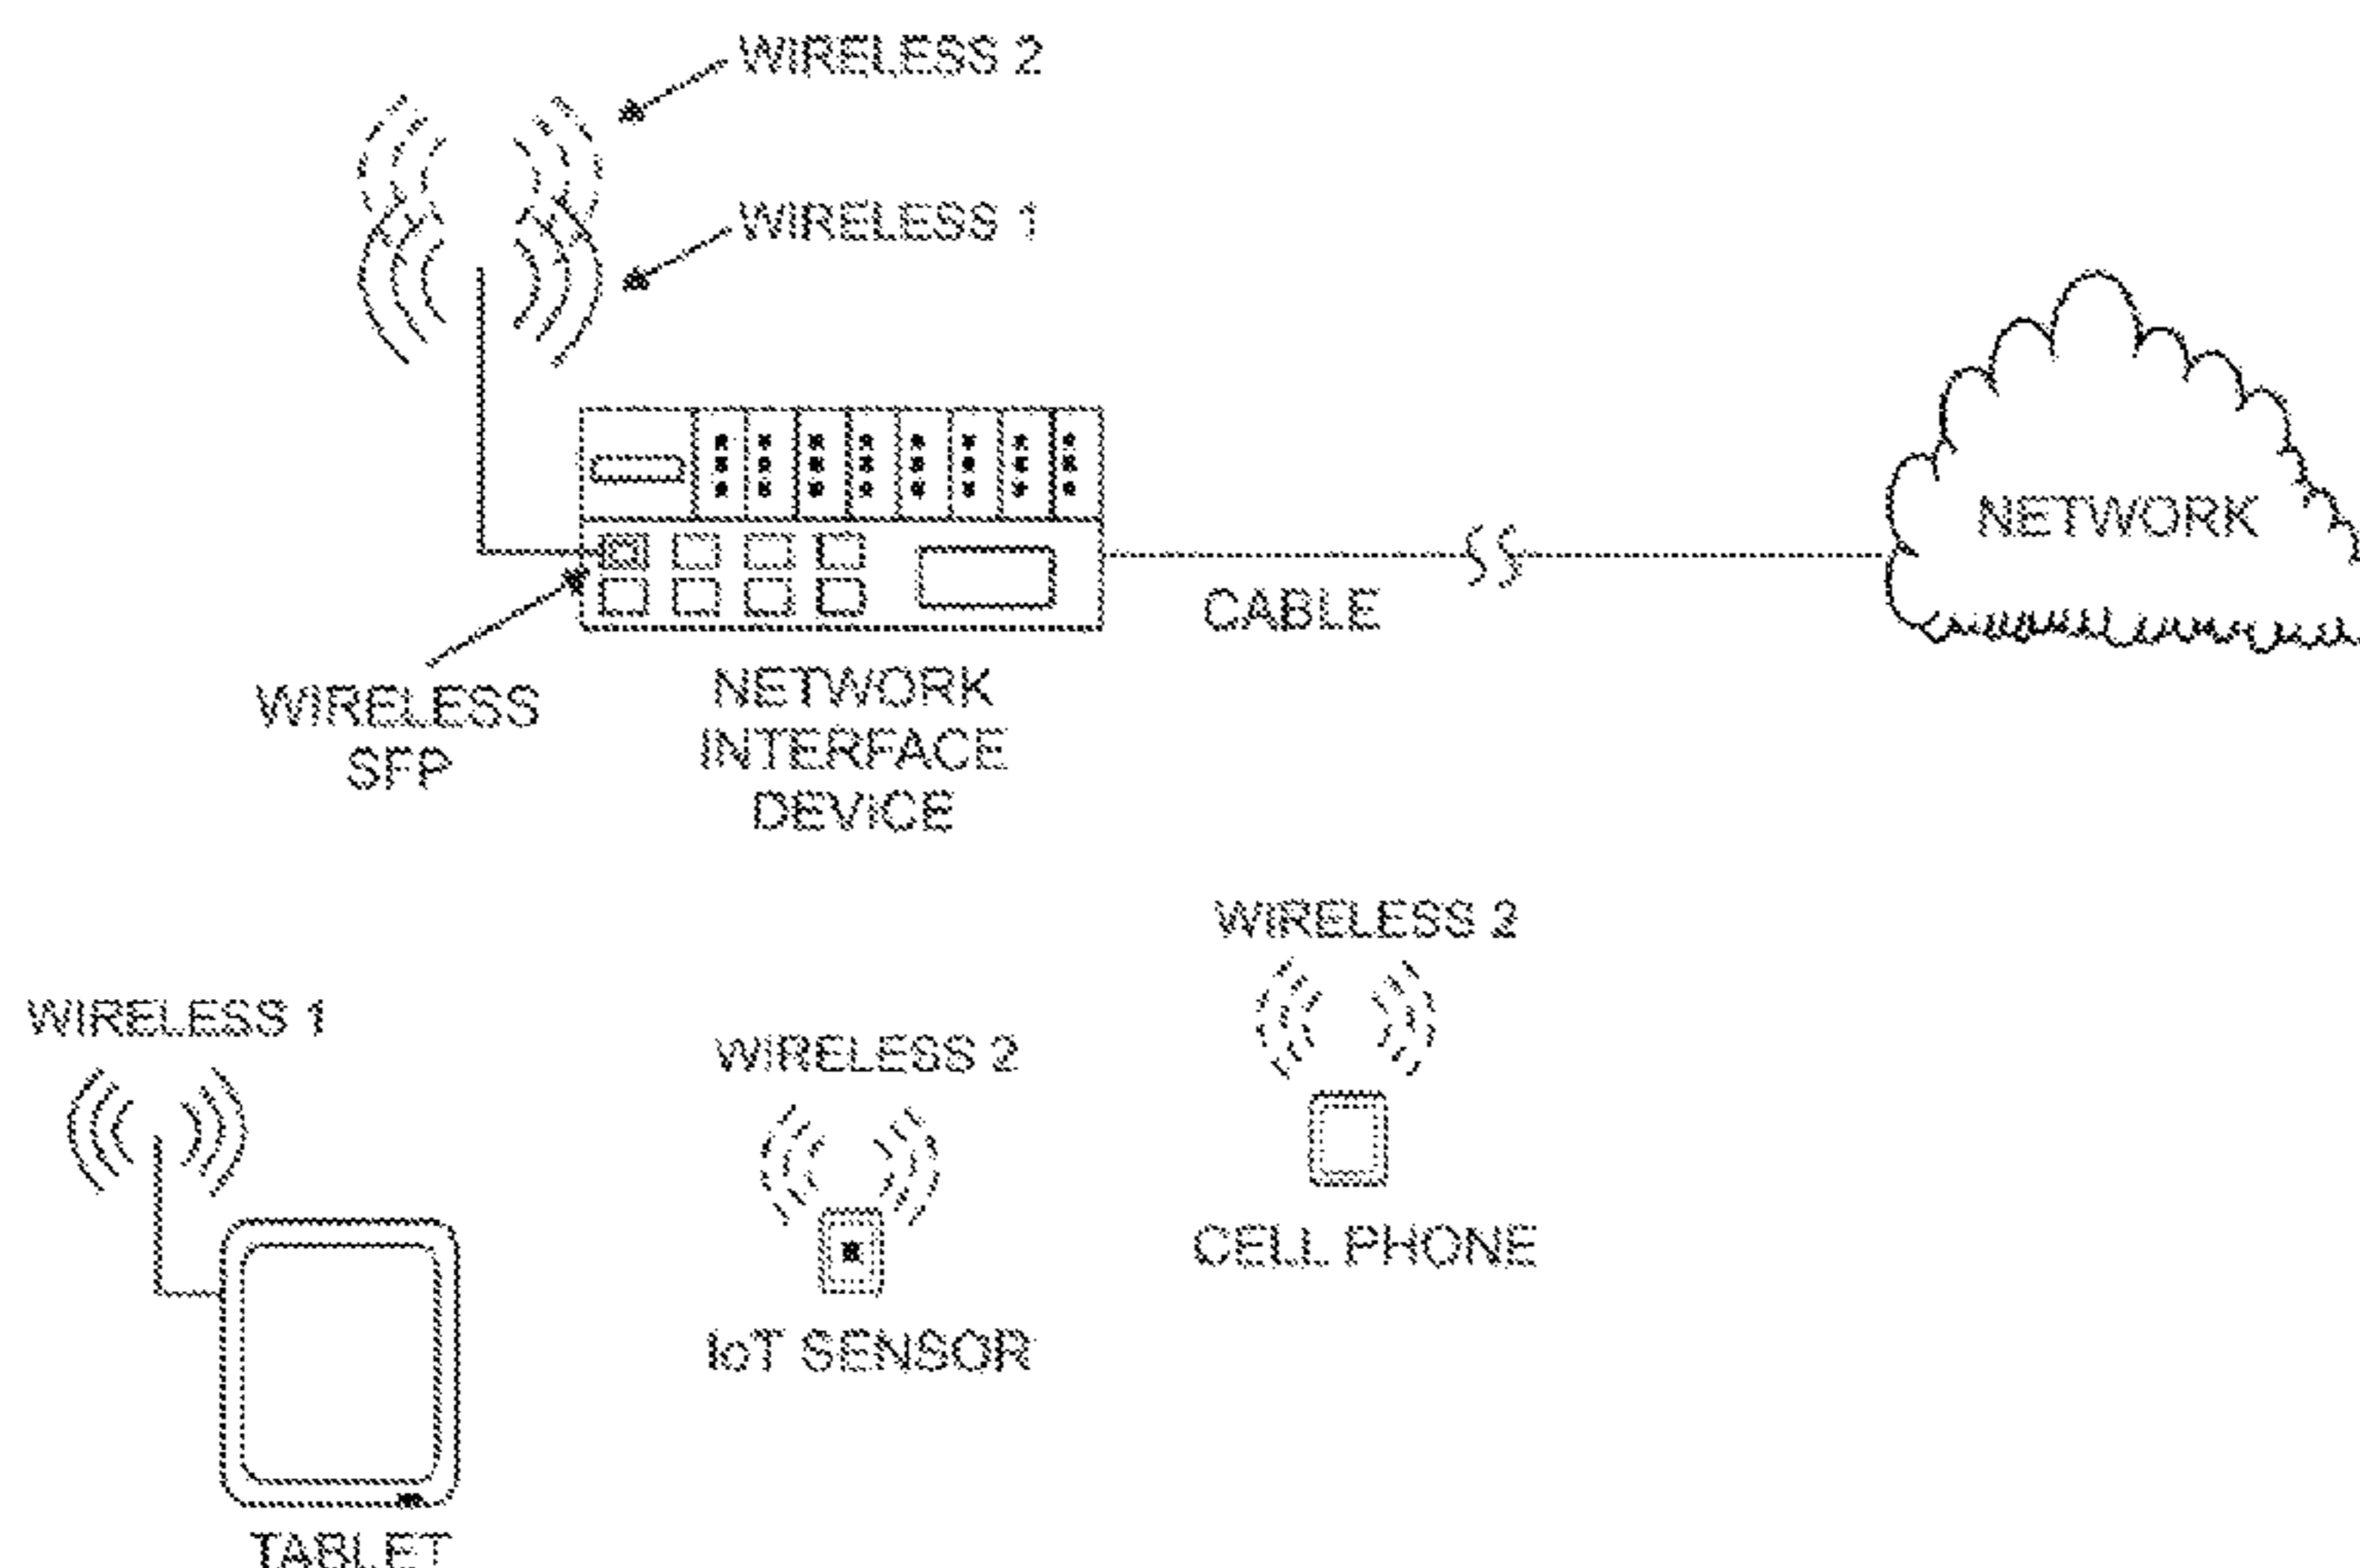 WIRELESS 2
WIRELESS 1
NETWORK
CABLE
WIRELESS
SFP
NETWORK
INTERFACE
DEVICE
WIRELESS 2
WIRELESS 1
WIRELESS 2
CELL PHONE
IoT SENSOR
TABLET